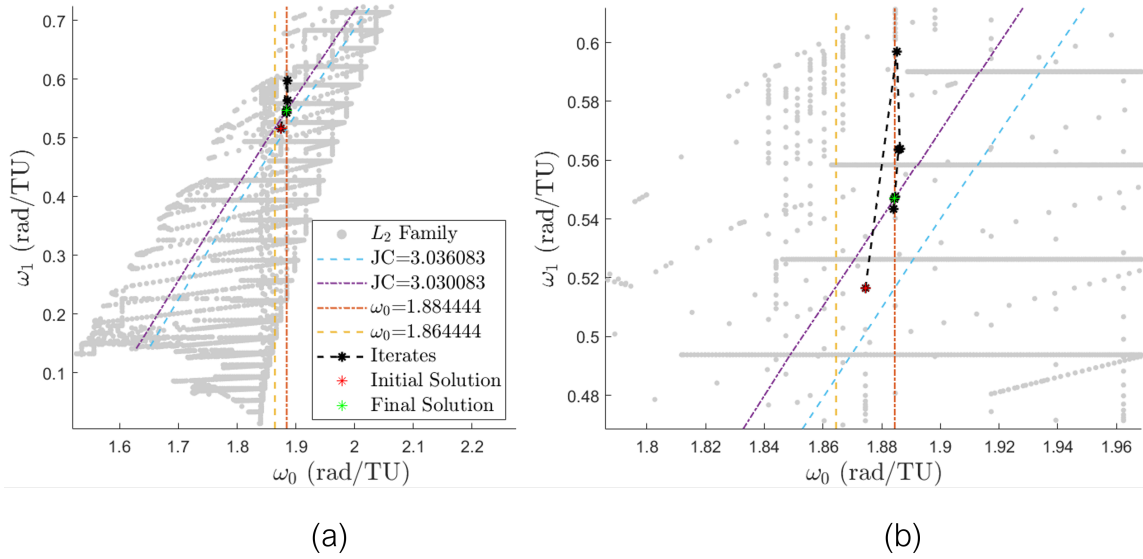 0.7
0.6
0.5
0.4
0.3
0.2
0.1
ω₁ (rad/TU)
L₂ Family
JC=3.036083
JC=3.030083
ω₀=1.884444
ω₀=1.864444
Iterates
Initial Solution
Final Solution
1.6 1.7 1.8 1.9 2 2.1 2.2
ω₀ (rad/TU)
(a)
0.6
0.58
0.56
0.54
0.52
0.5
0.48
ω₁ (rad/TU)
1.8 1.82 1.84 1.86 1.88 1.9 1.92 1.94 1.96
ω₀ (rad/TU)
(b)